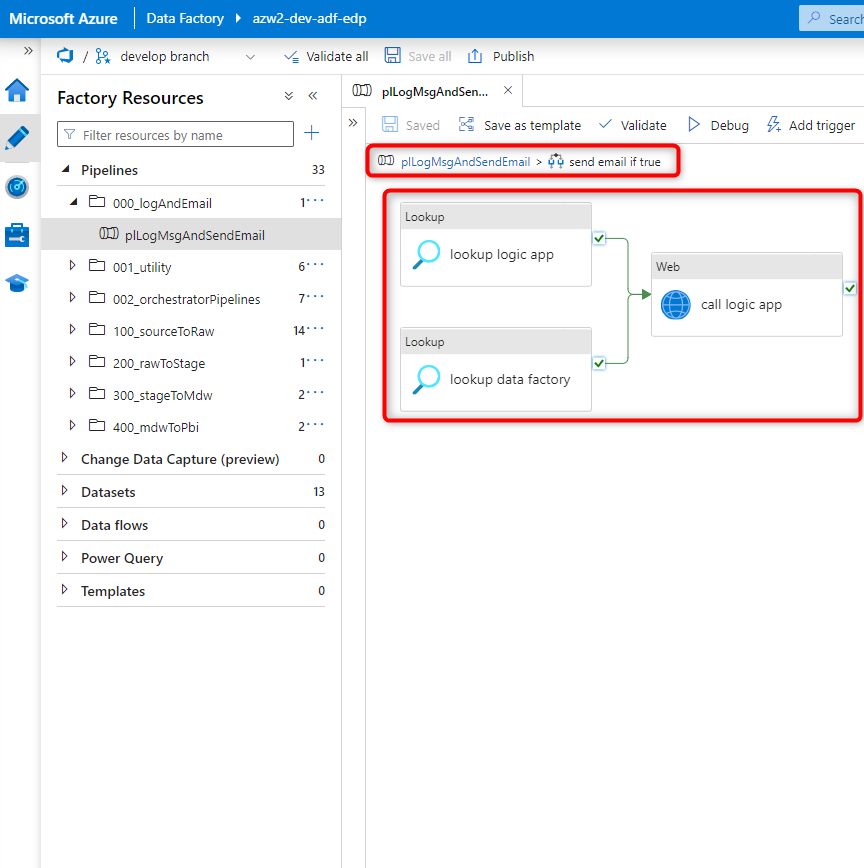 Microsoft Azure Data Factory azw2-dev-adf-edp Search
/ develop branch Validate all Save all Publish
Factory Resources
Filter resources by name
Pipelines 33
000_logAndEmail 1
plLogMsgAndSendEmail
001_utility 6
002_orchestratorPipelines 7
100_sourceToRaw 14
200_rawToStage 1
300_stageToMdw 2
400_mdwToPbi 2
Change Data Capture (preview) 0
Datasets 13
Data flows 0
Power Query 0
Templates 0
plLogMsgAndSen...
Saved Save as template Validate Debug Add trigger
plLogMsgAndSendEmail > send email if true
Lookup
lookup logic app
Lookup
lookup data factory
Web
call logic app